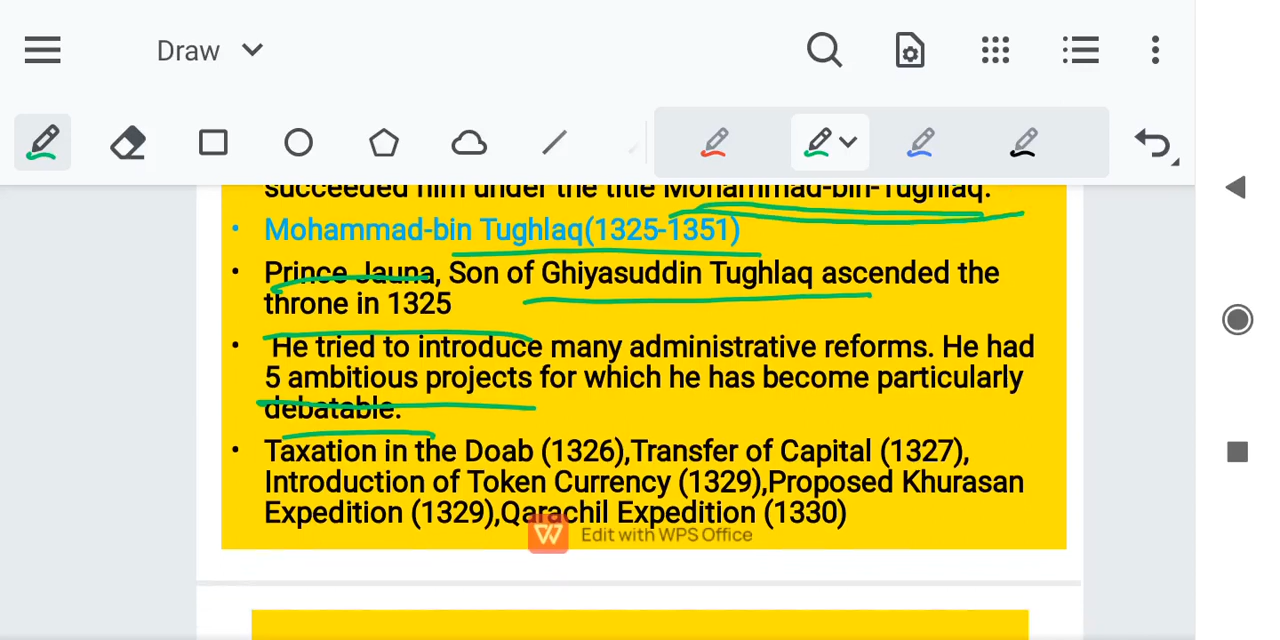 Draw
succeeded him under the title Mohammad-bin-Tughlaq.
• Mohammad-bin Tughlaq(1325-1351)
• Prince Jauna, Son of Ghiyasuddin Tughlaq ascended the
throne in 1325
• He tried to introduce many administrative reforms. He had
5 ambitious projects for which he has become particularly
debatable.
• Taxation in the Doab (1326),Transfer of Capital (1327),
Introduction of Token Currency (1329),Proposed Khurasan
Expedition (1329),Qarachil Expedition (1330)
W Edit with WPS Office